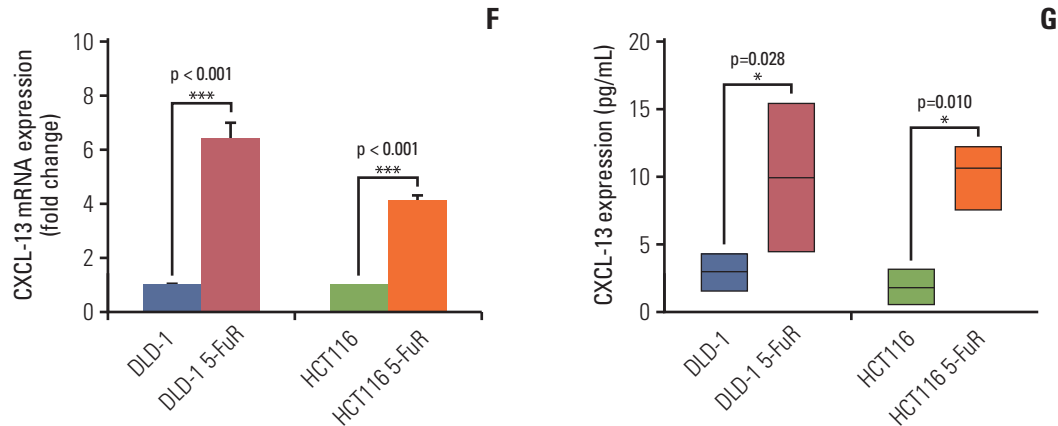 F
CXCL-13 mRNA expression
(fold change)
10
8
6
4
2
0
p < 0.001
***
p < 0.001
***
DLD-1
DLD-1 5-FuR
HCT116
HCT116 5-FuR
G
CXCL-13 expression (pg/mL)
20
15
10
5
0
p=0.028
*
p=0.010
*
DLD-1
DLD-1 5-FuR
HCT116
HCT116 5-FuR